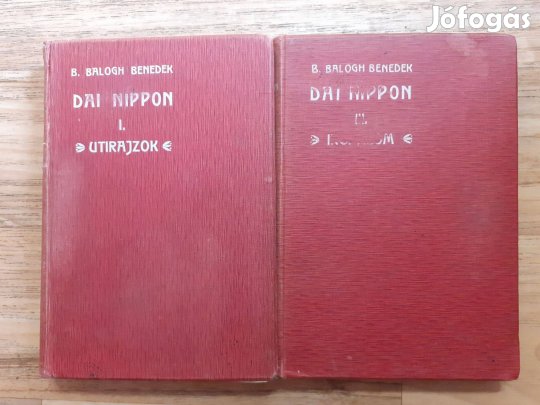 Jófogás
B. BALOGH BENEDEK
DAI NIPPON
I.
UTIRAJZOK
B. BALOGH BENEDEK
DAI NIPPON